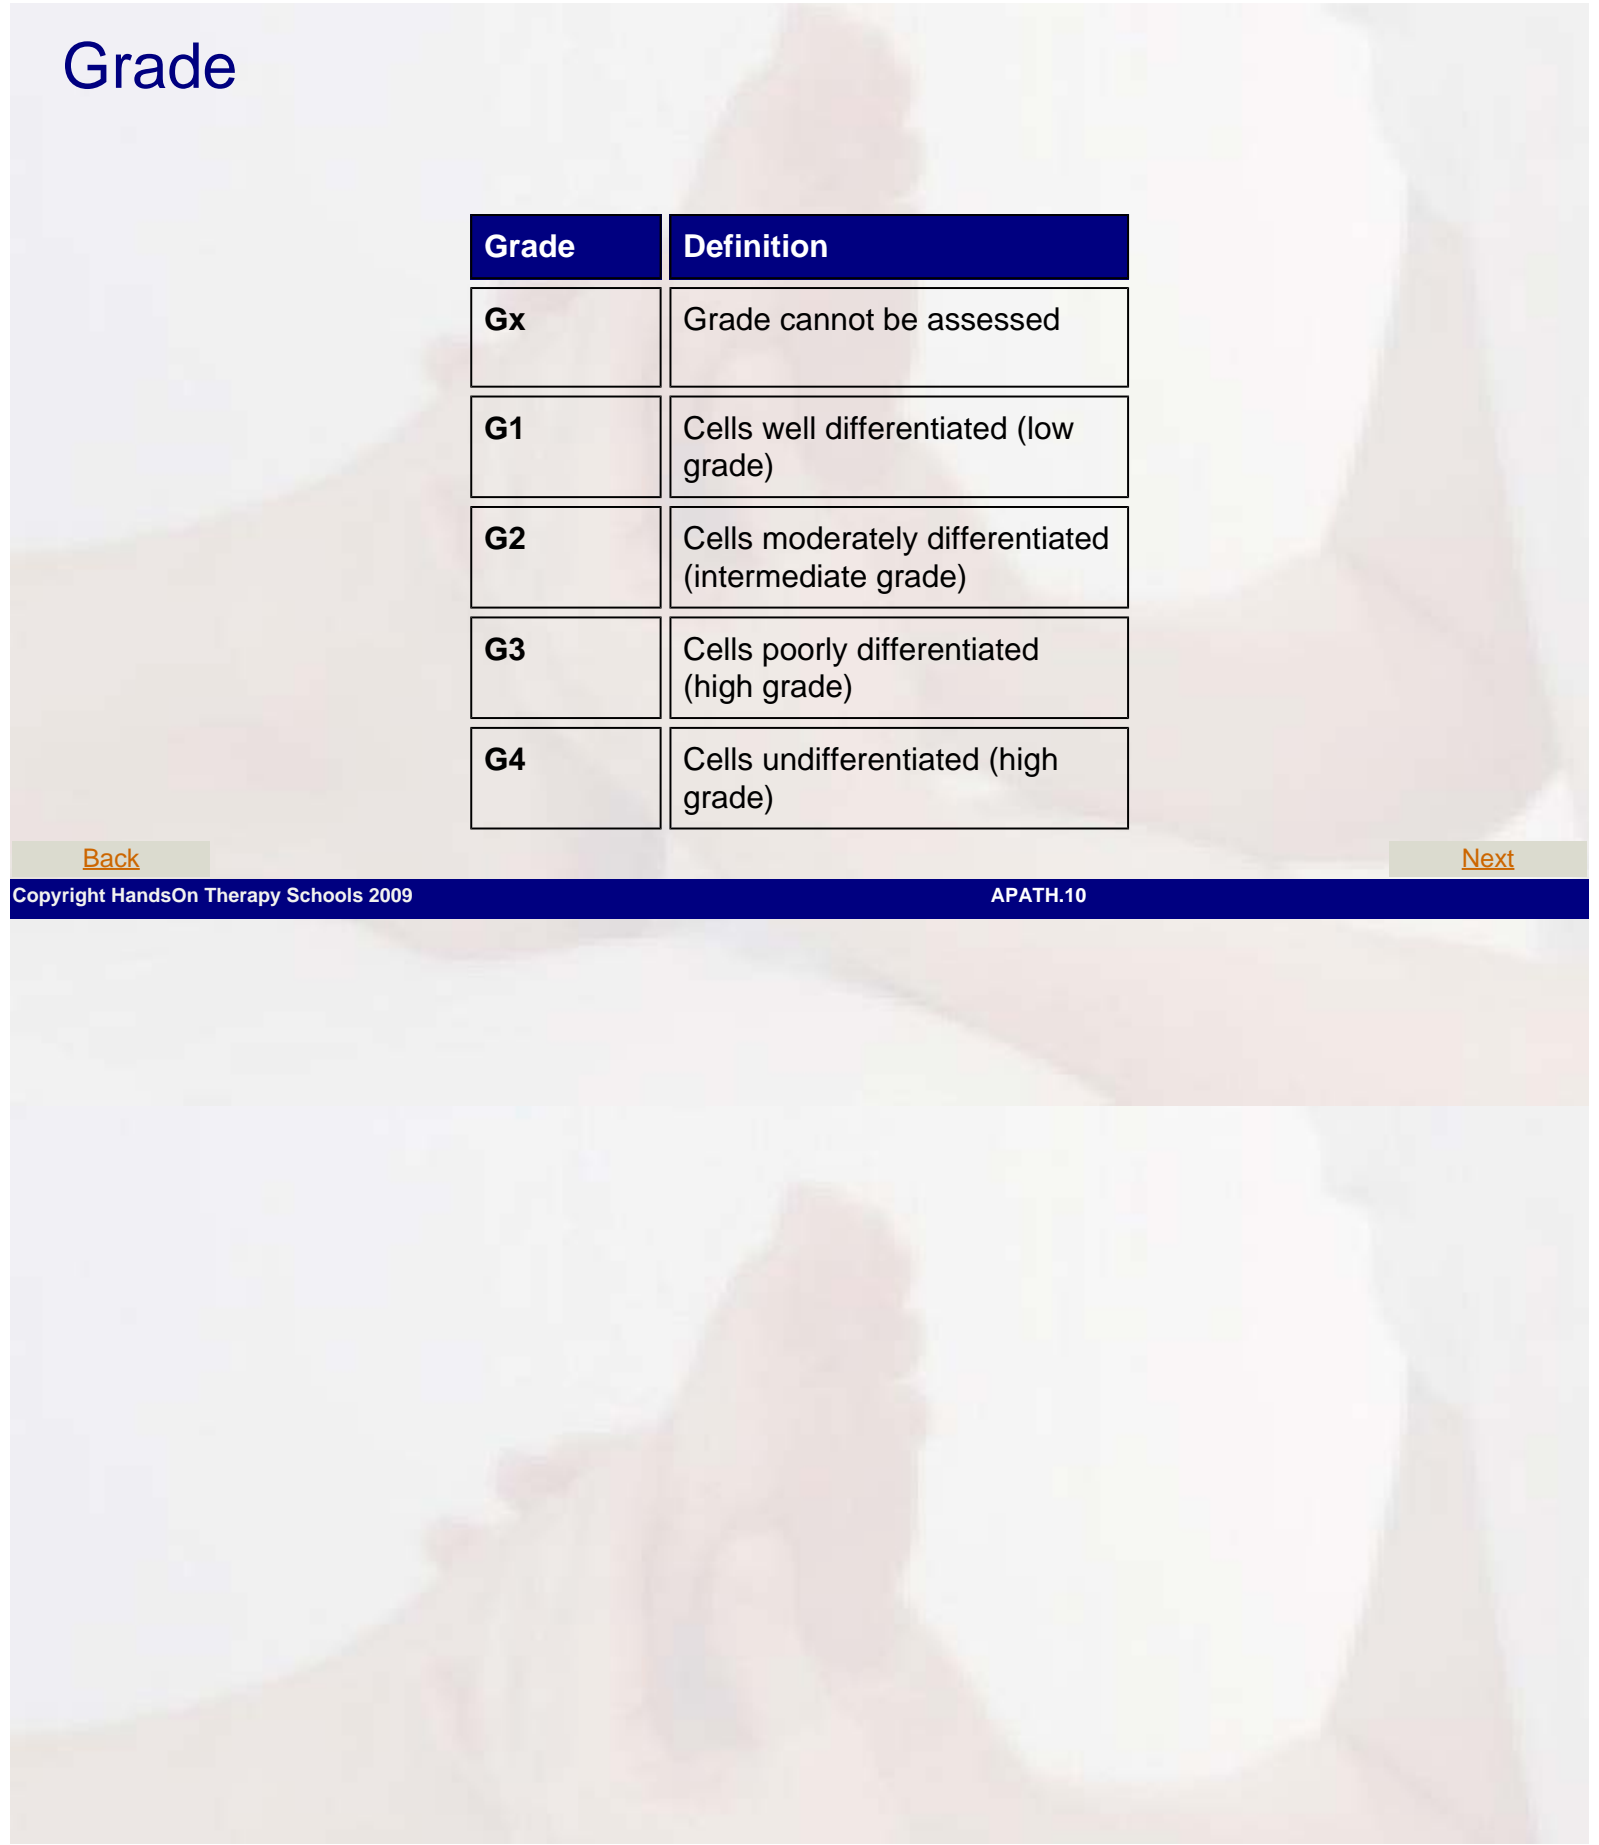 Grade
Grade Definition
Gx Grade cannot be assessed
G1 Cells well differentiated (low
grade)
G2 Cells moderately differentiated
(intermediate grade)
G3 Cells poorly differentiated
(high grade)
G4 Cells undifferentiated (high
grade)
Back Next
Copyright HandsOn Therapy Schools 2009 APATH.10